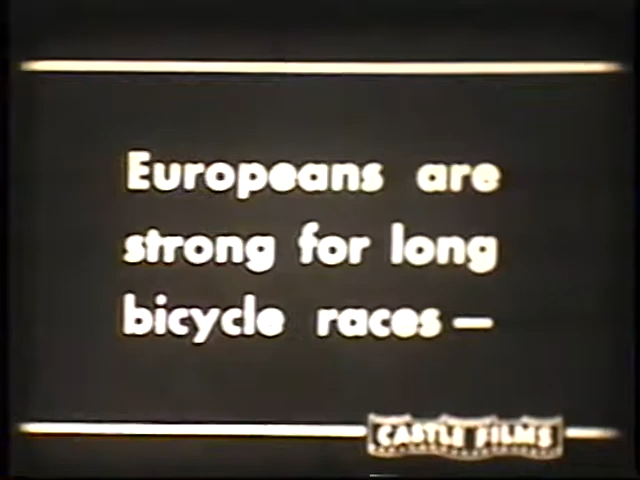 Europeans are
strong for long
bicycle races —
CASTLE FILMS